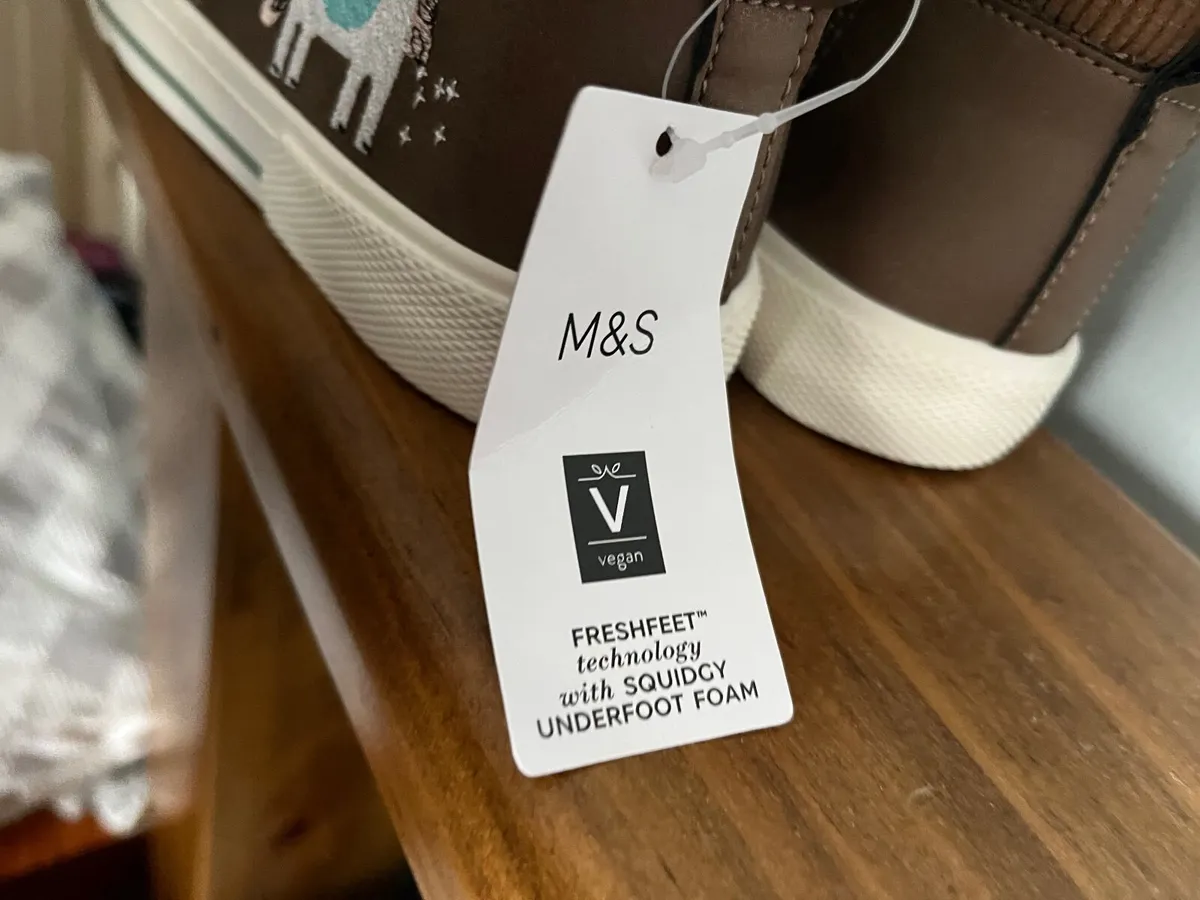 M&S
V
vegan
FRESHFEET™
technology
with SQUIDGY
UNDERFOOT FOAM